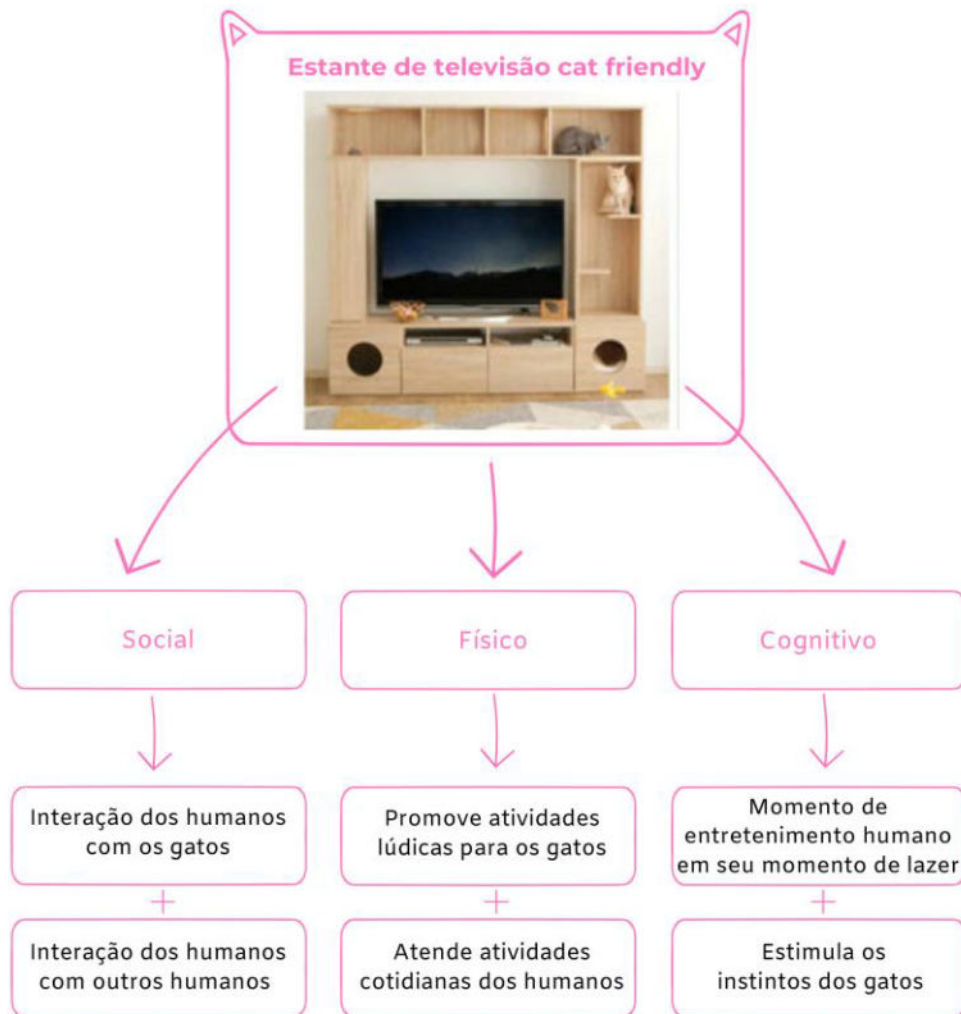 Estante de televisão cat friendly
Social
Físico
Cognitivo
Interação dos humanos
com os gatos
Promove atividades
lúdicas para os gatos
Momento de
entretenimento humano
em seu momento de lazer
+
+
+
Interação dos humanos
com outros humanos
Atende atividades
cotidianas dos humanos
Estimula os
instintos dos gatos